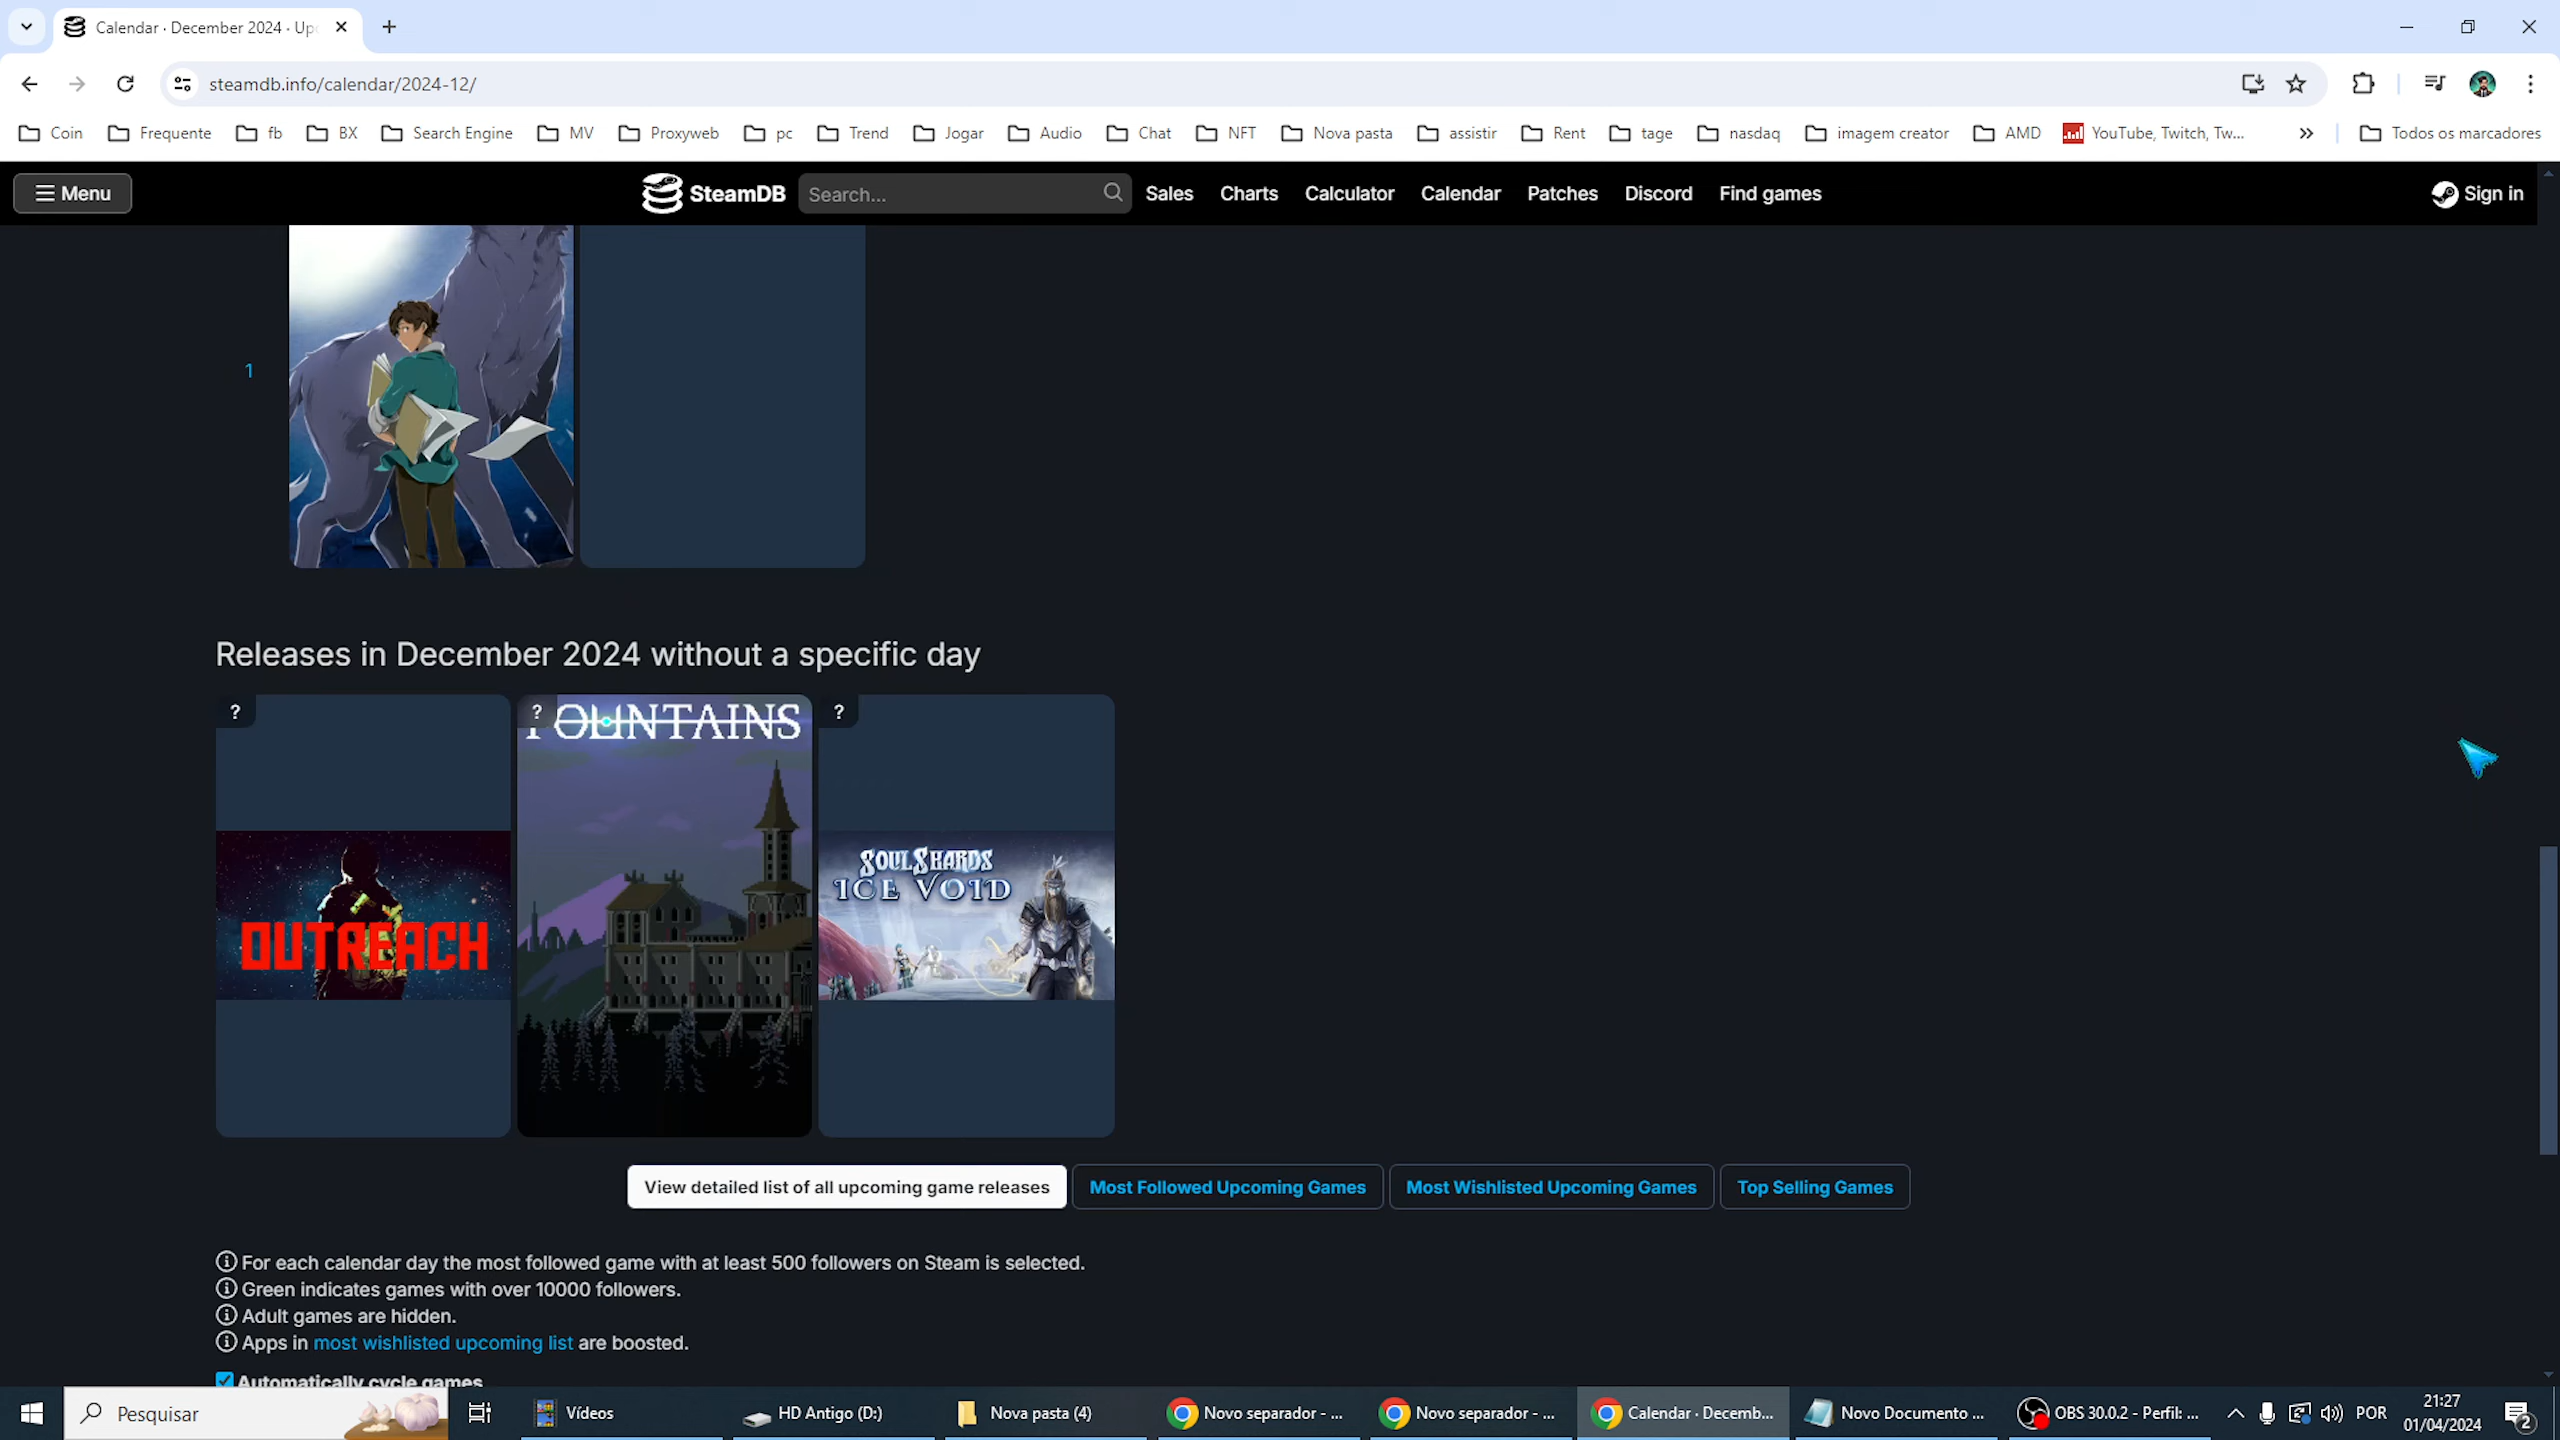 Calendar · December 2024 · Up
steamdb.info/calendar/2024-12/
Coin Frequente fb BX Search Engine MV Proxyweb pc Trend Jogar Audio Chat NFT Nova pasta assistir Rent tage nasdaq imagem creator AMD YouTube, Twitch, Tw... » Todos os marcadores
Menu SteamDB Search... Sales Charts Calculator Calendar Patches Discord Find games Sign in
1
Releases in December 2024 without a specific day
? ? ?
OUNTAINS
SOULSHARDS
ICE VOID
OUTREACH
View detailed list of all upcoming game releases Most Followed Upcoming Games Most Wishlisted Upcoming Games Top Selling Games
For each calendar day the most followed game with at least 500 followers on Steam is selected.
Green indicates games with over 10000 followers.
Adult games are hidden.
Apps in most wishlisted upcoming list are boosted.
Automatically cycle games
Pesquisar Vídeos HD Antigo (D:) Nova pasta (4) Novo separador - ... Novo separador - ... Calendar · Decemb... Novo Documento ... OBS 30.0.2 - Perfil: ... POR 21:27
01/04/2024 2